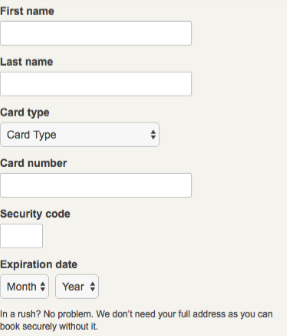 First name
Last name
Card type
Card Type
Card number
Security code
Expiration date
Month Year
In a rush? No problem. We don't need your full address as you can
book securely without it.